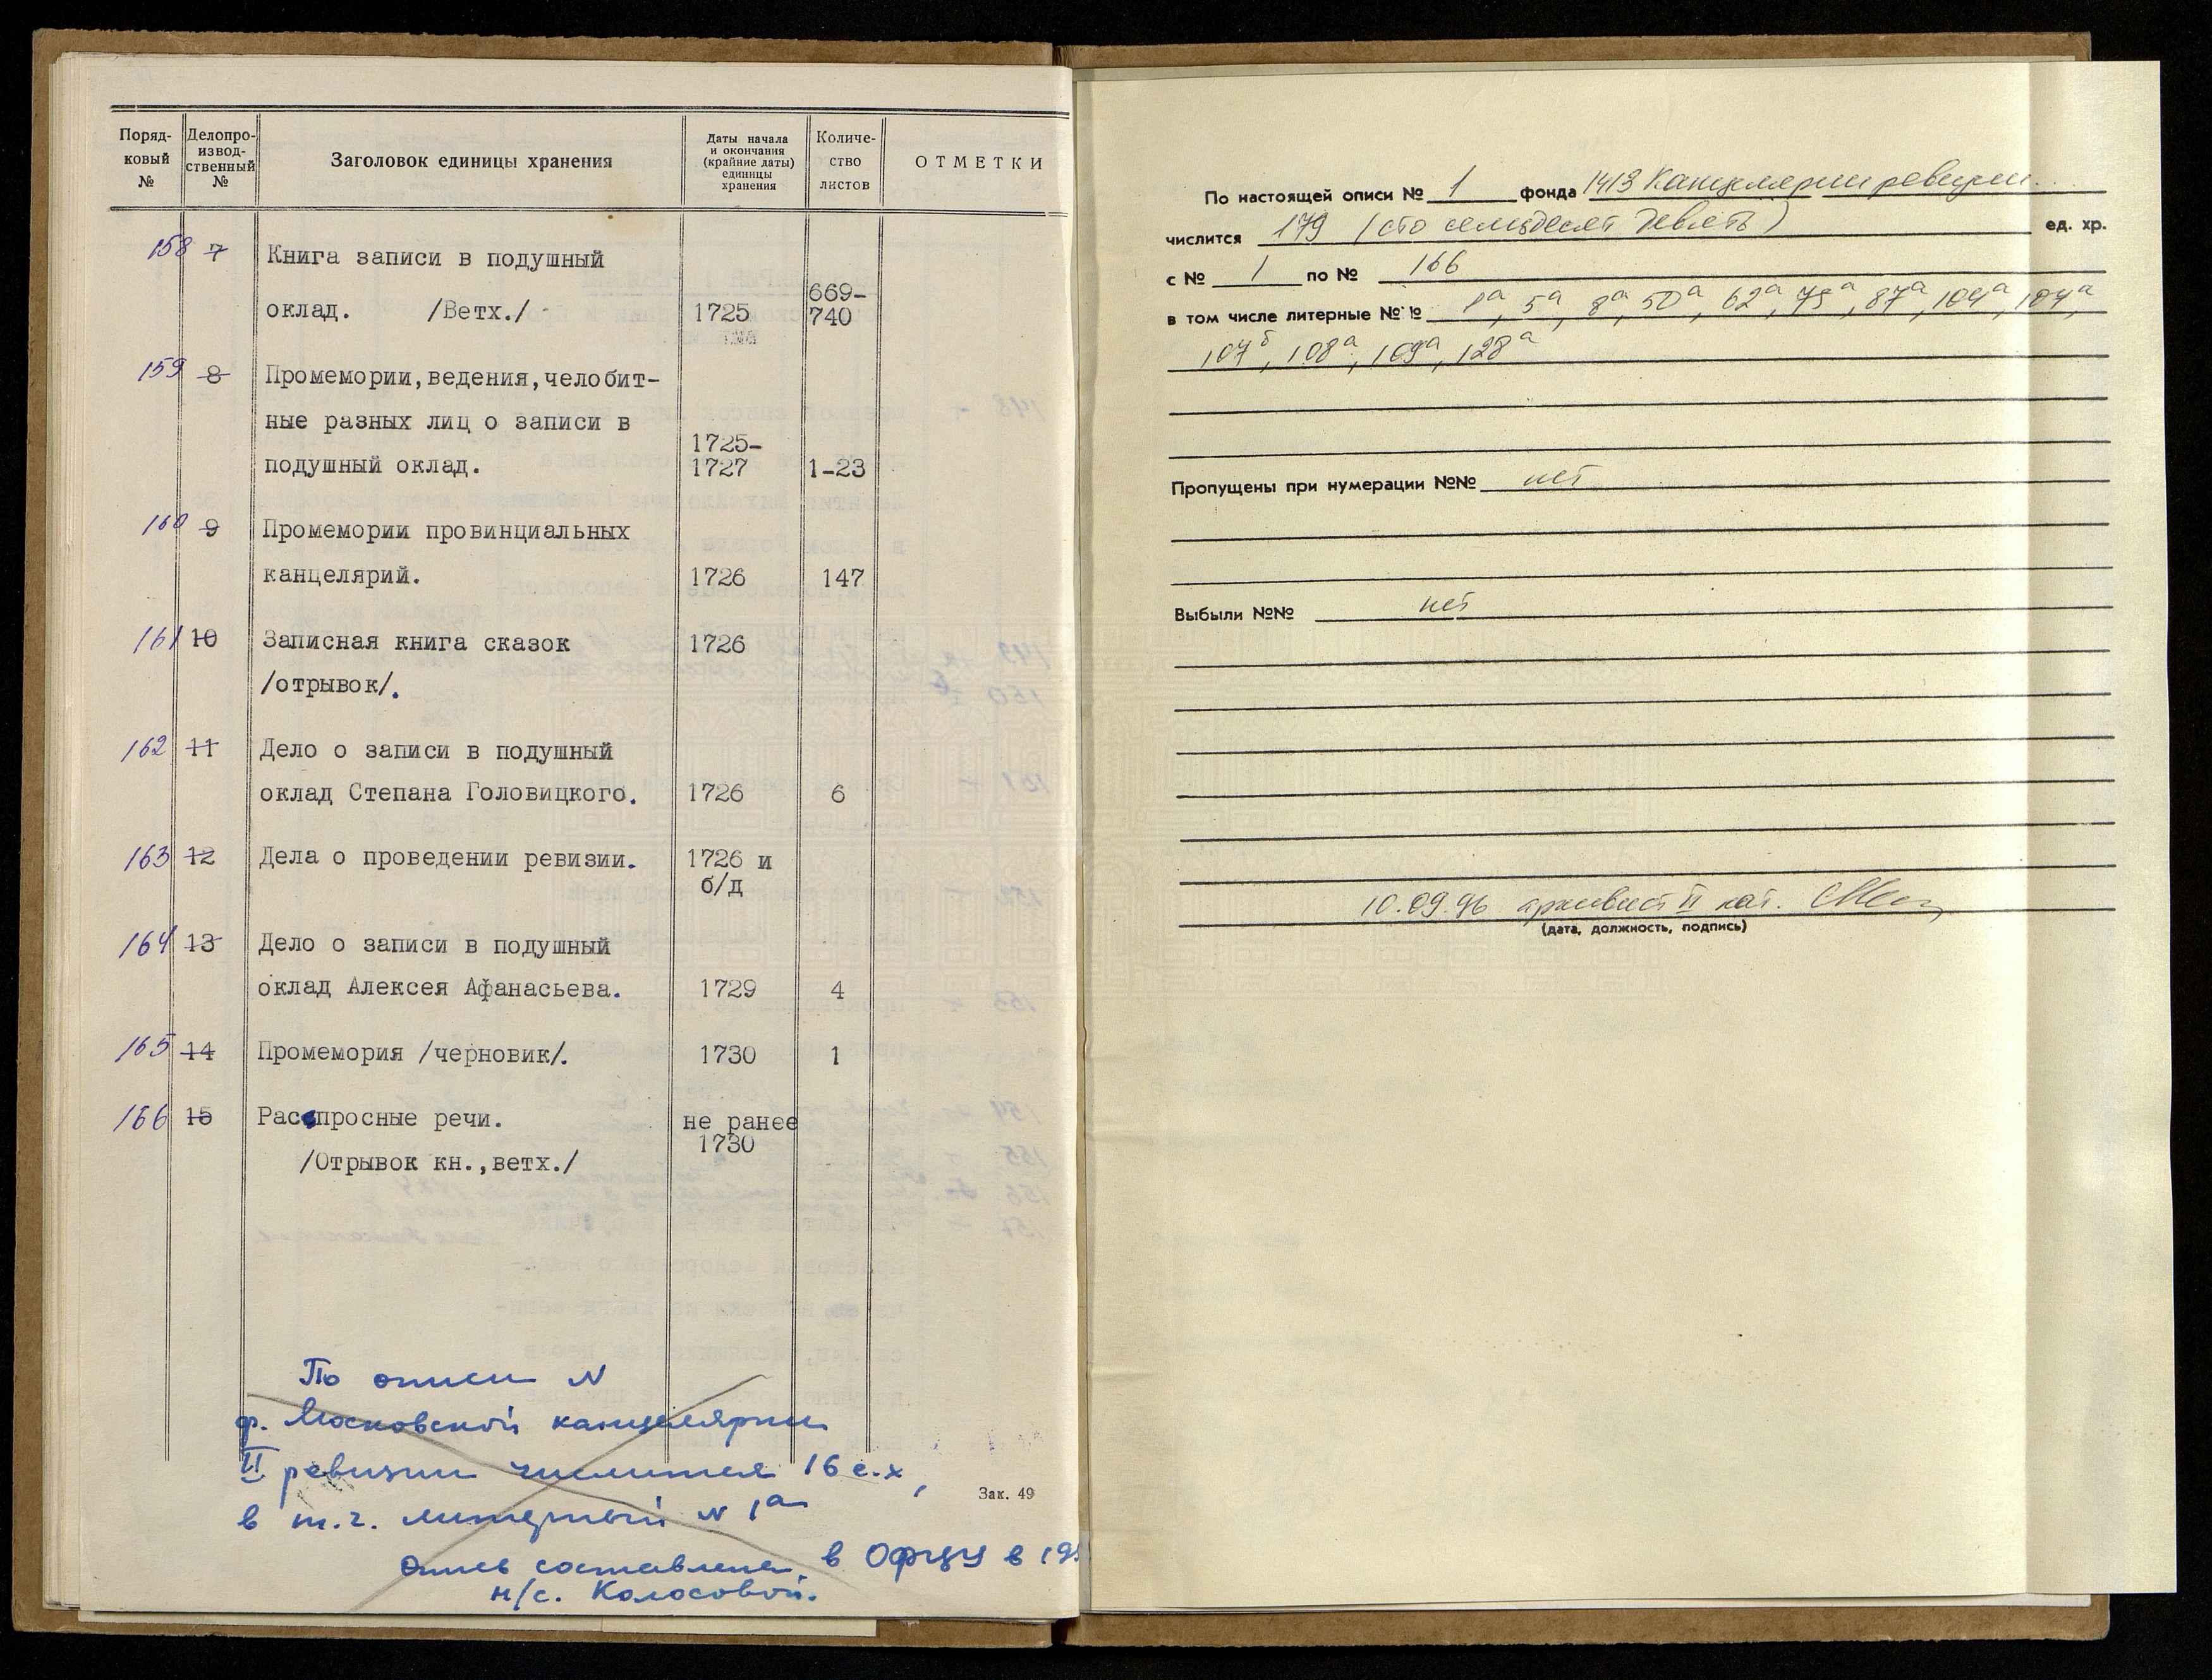 Поряд-
ковый
№
Делопро-
извод-
ственный
№
Заголовок единицы хранения
Даты начала
и окончания
(крайние даты)
единицы
хранения
Количе-
ство
листов
ОТМЕТКИ
158 7 Книга записи в подушный
оклад. /Ветх./ 1725 669-
740
159 8 Промемории,ведения,челобит-
ные разных лиц о записи в
подушный оклад. 1725-
1727 1-23
160 9 Промемории провинциальных
канцелярий. 1726 147
161 10 Записная книга сказок 1726
/отрывок/.
162 11 Дело о записи в подушный
оклад Степана Головицкого. 1726 6
163 12 Дела о проведении ревизии. 1726 и
б/д
164 13 Дело о записи в подушный
оклад Алексея Афанасьева. 1729 4
165 14 Промемория /черновик/. 1730 1
166 15 Расспросные речи. не ранее
1730
/Отрывок кн.,ветх./
По описи N
ф. Московской канцелярии
II ревизии числится 16 е.х,
в т.ч. литерный N 1а
Опись составлена в ОФЦУ в 19
н/с. Колосовой.
Зак. 49
По настоящей описи № 1 фонда 1413 Канцелярии ревизии.
числится 179 (сто семьдесят девять) ед. хр.
с № 1 по № 166
в том числе литерные №№ 1а, 5а, 8а, 50а, 62а, 75а, 87а, 104а, 107а,
107б, 108а, 109а, 128а
Пропущены при нумерации №№ нет
Выбыли №№ нет
10.09.96 архивист II кат.
(дата, должность, подпись)